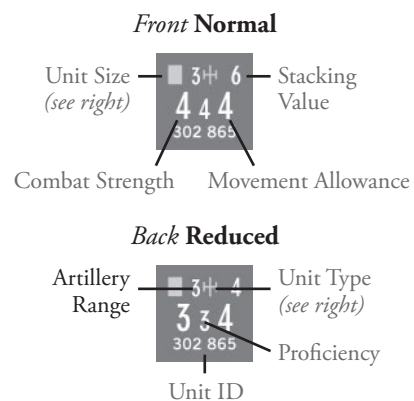 Front Normal
Unit Size
(see right)
3 6
Stacking
Value
4 4 4
302 865
Combat Strength
Movement Allowance
Back Reduced
Artillery
Range
3 4
Unit Type
(see right)
3 3 4
302 865
Proficiency
Unit ID